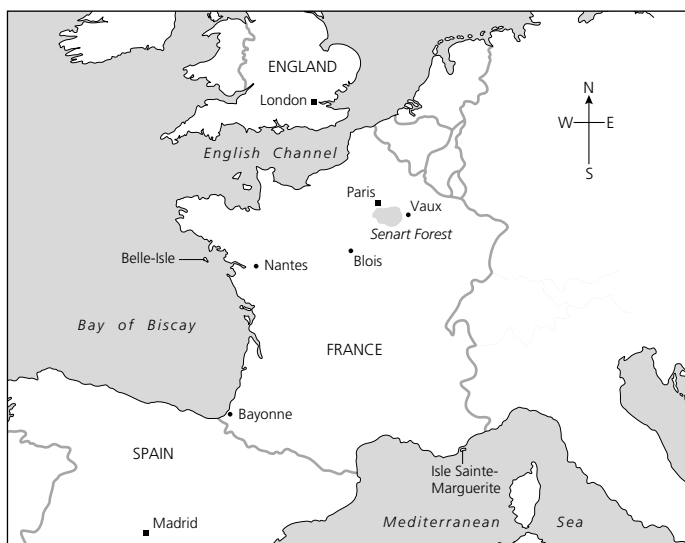 ENGLAND
London
N
W
E
S
English Channel
Paris
Vaux
Senart Forest
Belle-Isle
Nantes
Blois
Bay of Biscay
FRANCE
Bayonne
SPAIN
Isle Sainte-
Marguerite
Madrid
Mediterranean Sea